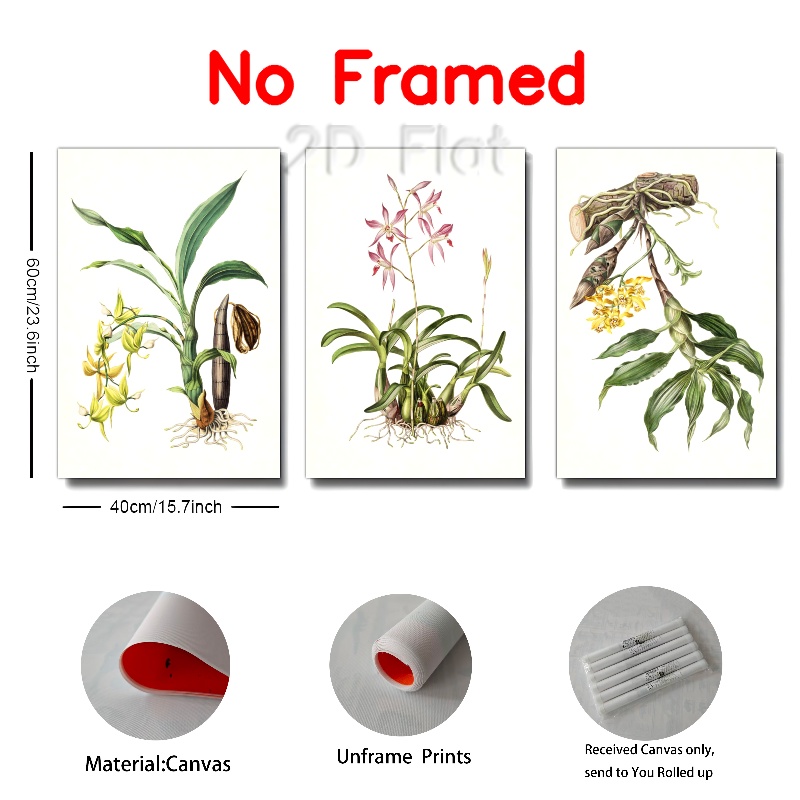 No Framed
2D Flat
60cm/23.6inch
40cm/15.7inch
Material:Canvas
Unframe Prints
Received Canvas only,
send to You Rolled up